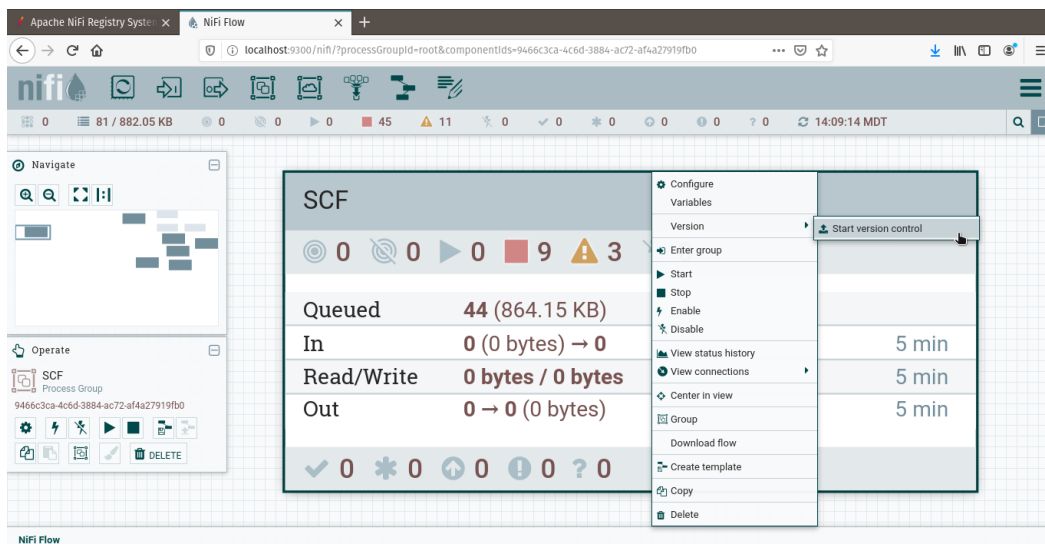 Apache NiFi Registry System
NiFi Flow
localhost:9300/nifi/?processGroupId=root&componentIds=9466c3ca-4c6d-3884-ac72-af4a27919fb0
nifi
0 81 / 882.05 KB 0 0 0 45 11 0 0 0 0 0 0 14:09:14 MDT
Navigate
Operate
SCF
Process Group
9466c3ca-4c6d-3884-ac72-af4a27919fb0
DELETE
SCF
0 0 0 9 3
Queued 44 (864.15 KB)
In 0 (0 bytes) → 0 5 min
Read/Write 0 bytes / 0 bytes 5 min
Out 0 → 0 (0 bytes) 5 min
0 0 0 0 ? 0
Configure
Variables
Version
Start version control
Enter group
Start
Stop
Enable
Disable
View status history
View connections
Center in view
Group
Download flow
Create template
Copy
Delete
NiFi Flow